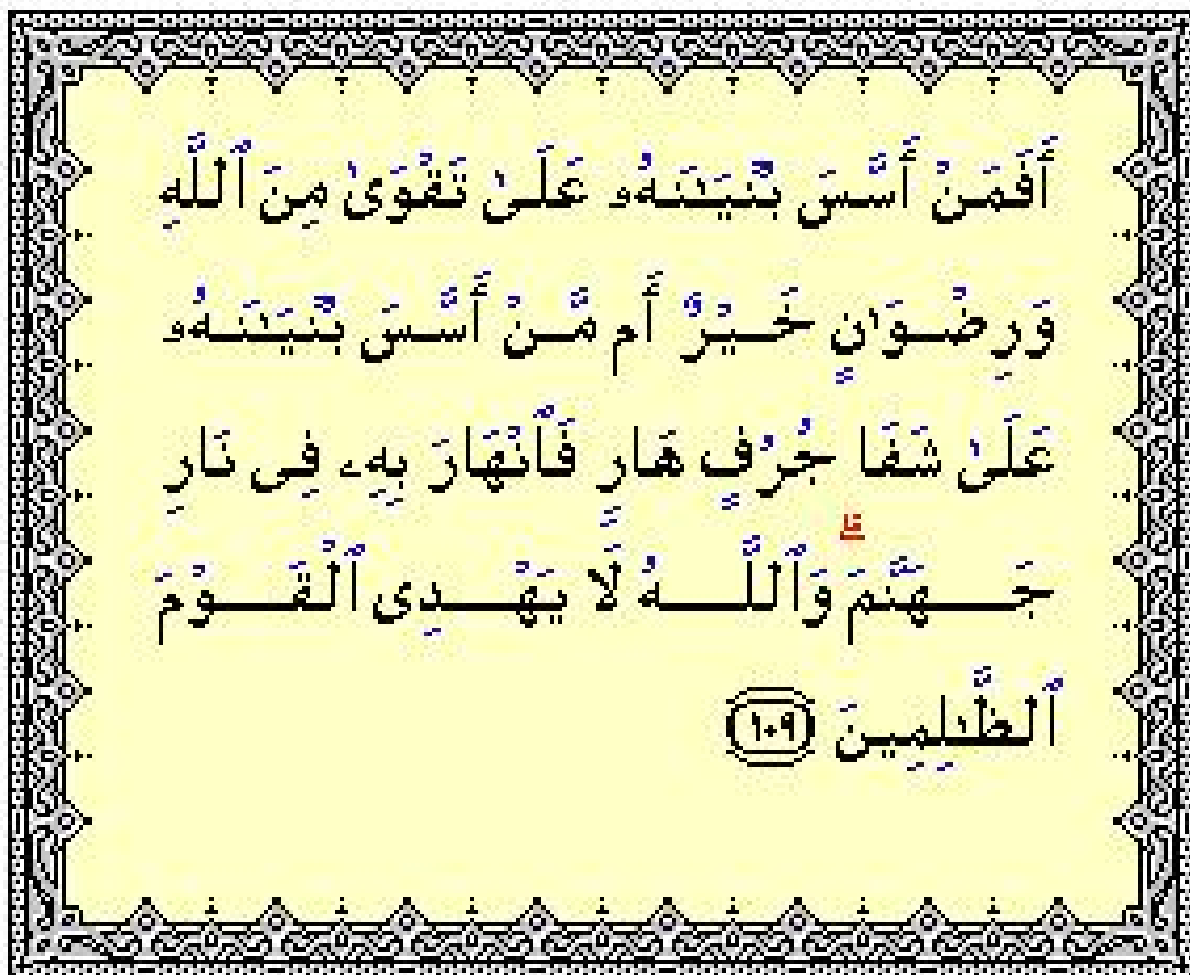 أَفَمَنْ أَسَّسَ بُنْيَـٰنَهُۥ عَلَىٰ تَقْوَىٰ مِنَ ٱللَّهِ
وَرِضْوَٰنٍ خَيْرٌ أَم مَّنْ أَسَّسَ بُنْيَـٰنَهُۥ
عَلَىٰ شَفَا جُرُفٍ هَارٍ فَٱنْهَارَ بِهِۦ فِى نَارِ
جَهَنَّمَ ۗ وَٱللَّهُ لَا يَهْدِى ٱلْقَوْمَ
ٱلظَّـٰلِمِينَ ١٠٩